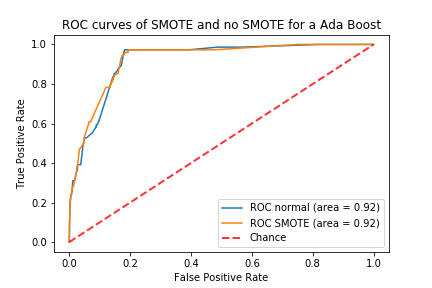 ROC curves of SMOTE and no SMOTE for a Ada Boost
True Positive Rate
1.0
0.8
0.6
0.4
0.2
0.0
ROC normal (area = 0.92)
ROC SMOTE (area = 0.92)
Chance
0.0 0.2 0.4 0.6 0.8 1.0
False Positive Rate